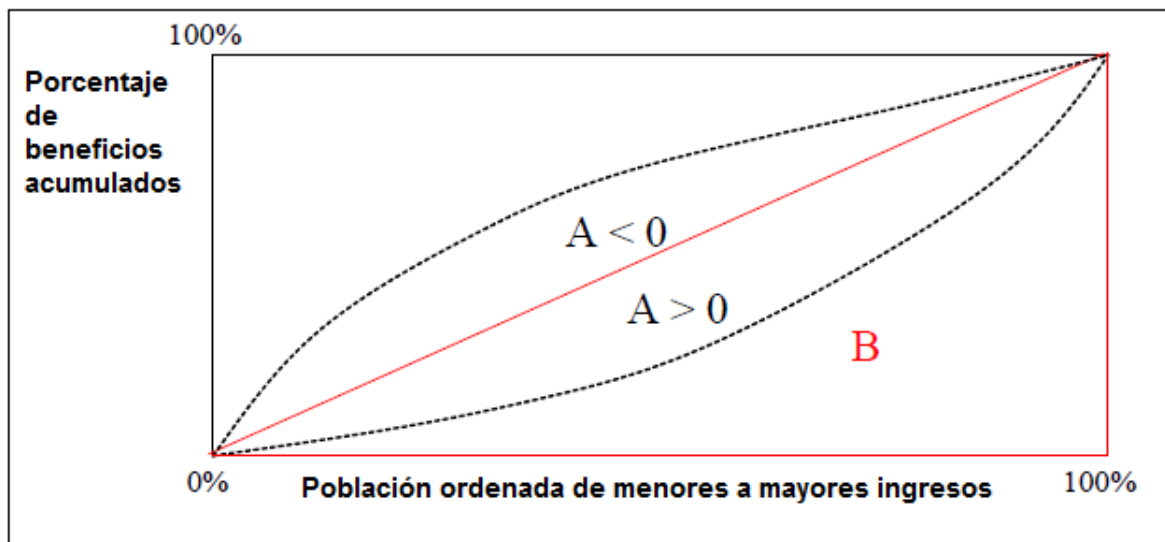 100%
Porcentaje
de
beneficios
acumulados
A < 0
A > 0
B
0%
Población ordenada de menores a mayores ingresos
100%